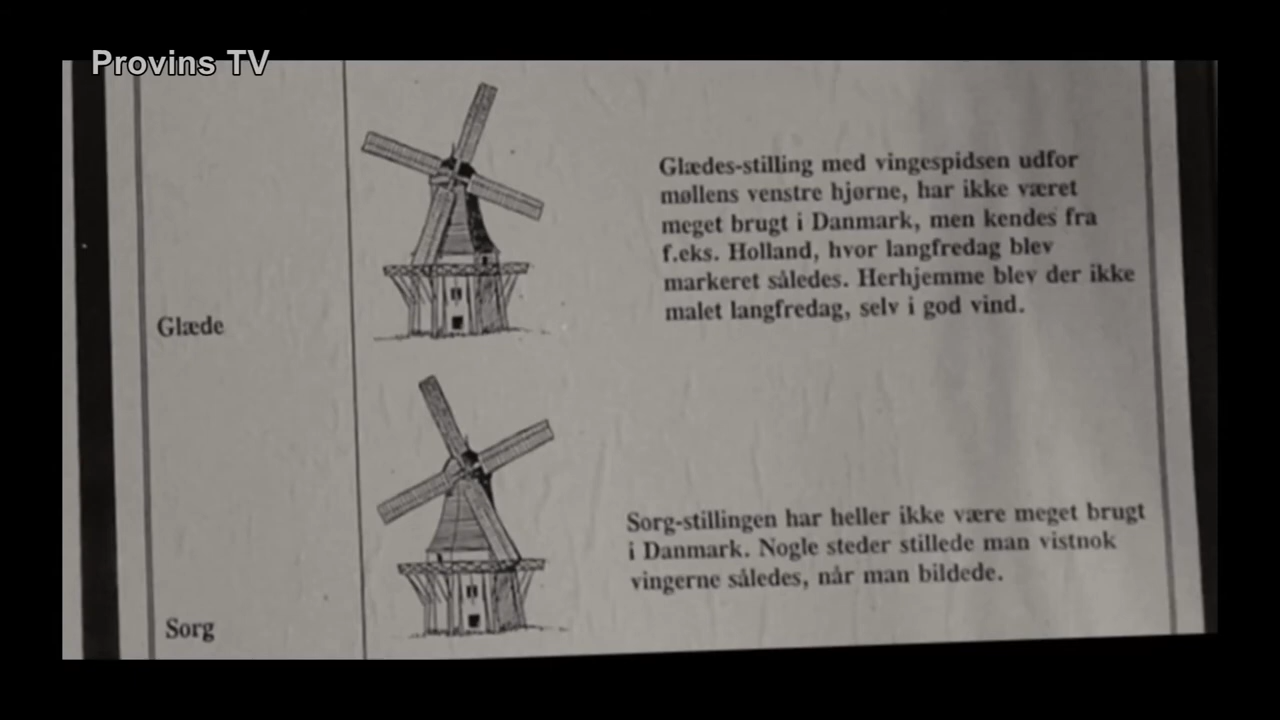 Provins TV
Glædes-stilling med vingespidsen udfor
møllens venstre hjørne, har ikke været
meget brugt i Danmark, men kendes fra
f.eks. Holland, hvor langfredag blev
markeret således. Herhjemme blev der ikke
malet langfredag, selv i god vind.
Glæde
Sorg-stillingen har heller ikke være meget brugt
i Danmark. Nogle steder stillede man vistnok
vingerne således, når man bildede.
Sorg